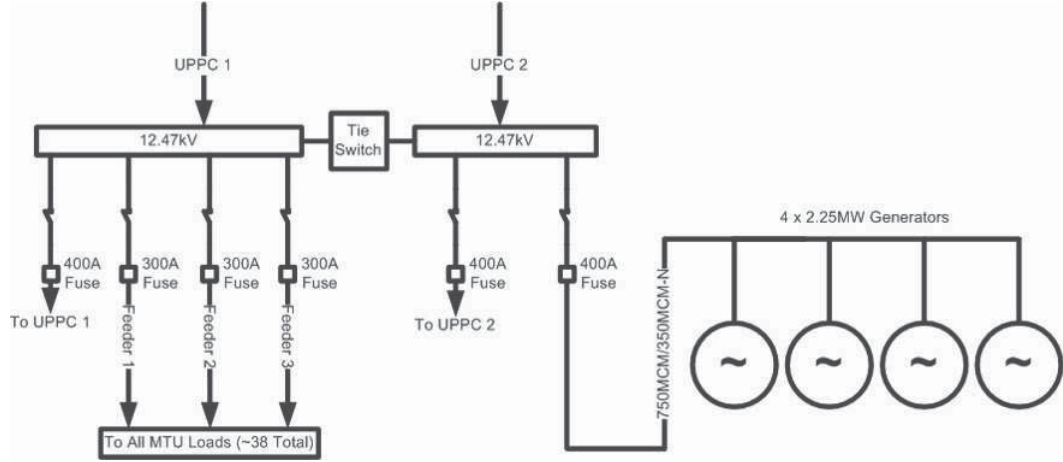 UPPC 1
UPPC 2
12.47kV
Tie
Switch
12.47kV
4 x 2.25MW Generators
400A
Fuse
300A
Fuse
300A
Fuse
300A
Fuse
400A
Fuse
400A
Fuse
To UPPC 1
Feeder 1
Feeder 2
Feeder 3
To UPPC 2
750MCM/350MCM-N
~
~
~
~
To All MTU Loads (~38 Total)